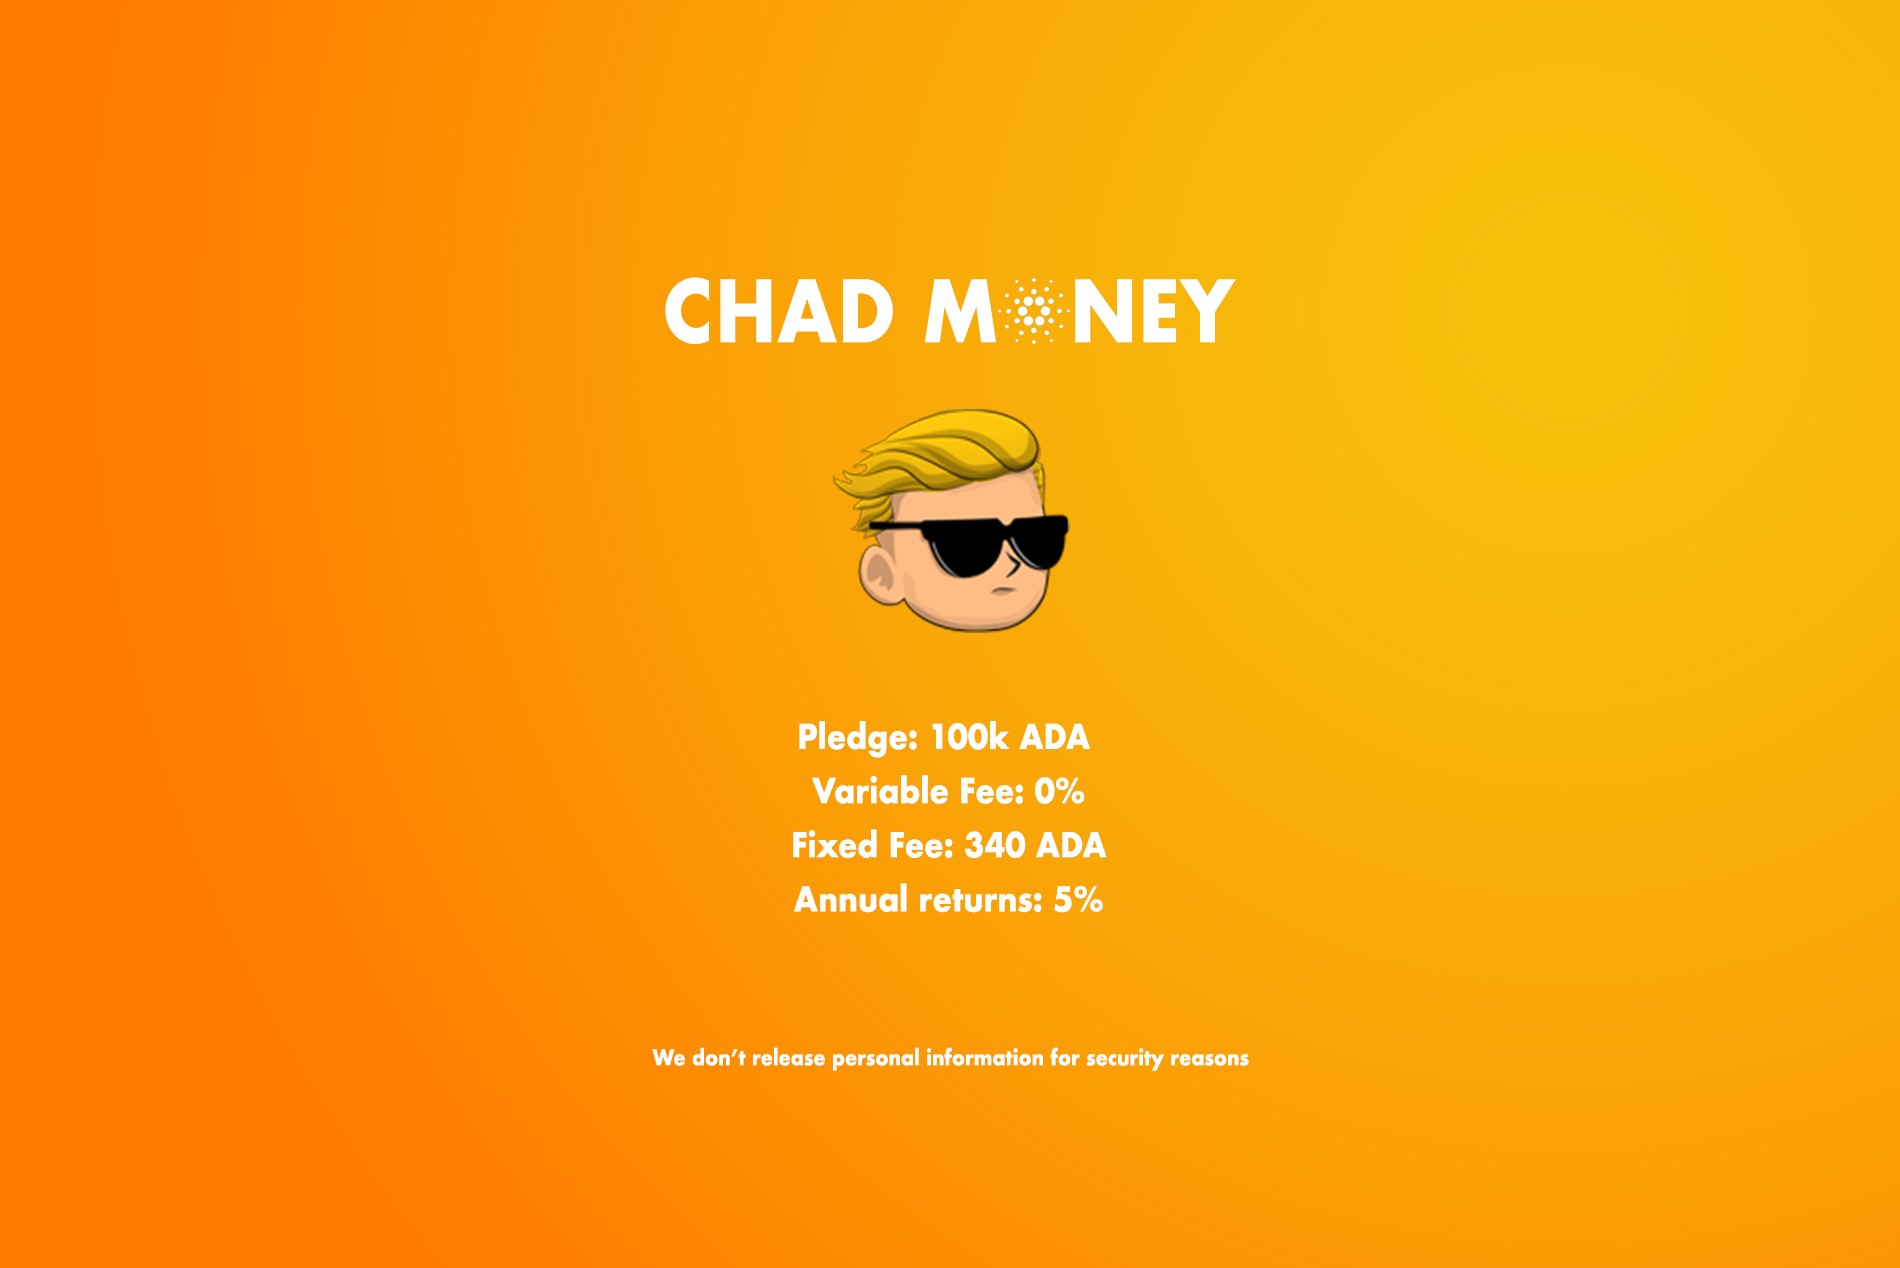 CHAD MONEY
Pledge: 100k ADA
Variable Fee: 0%
Fixed Fee: 340 ADA
Annual returns: 5%
We don’t release personal information for security reasons